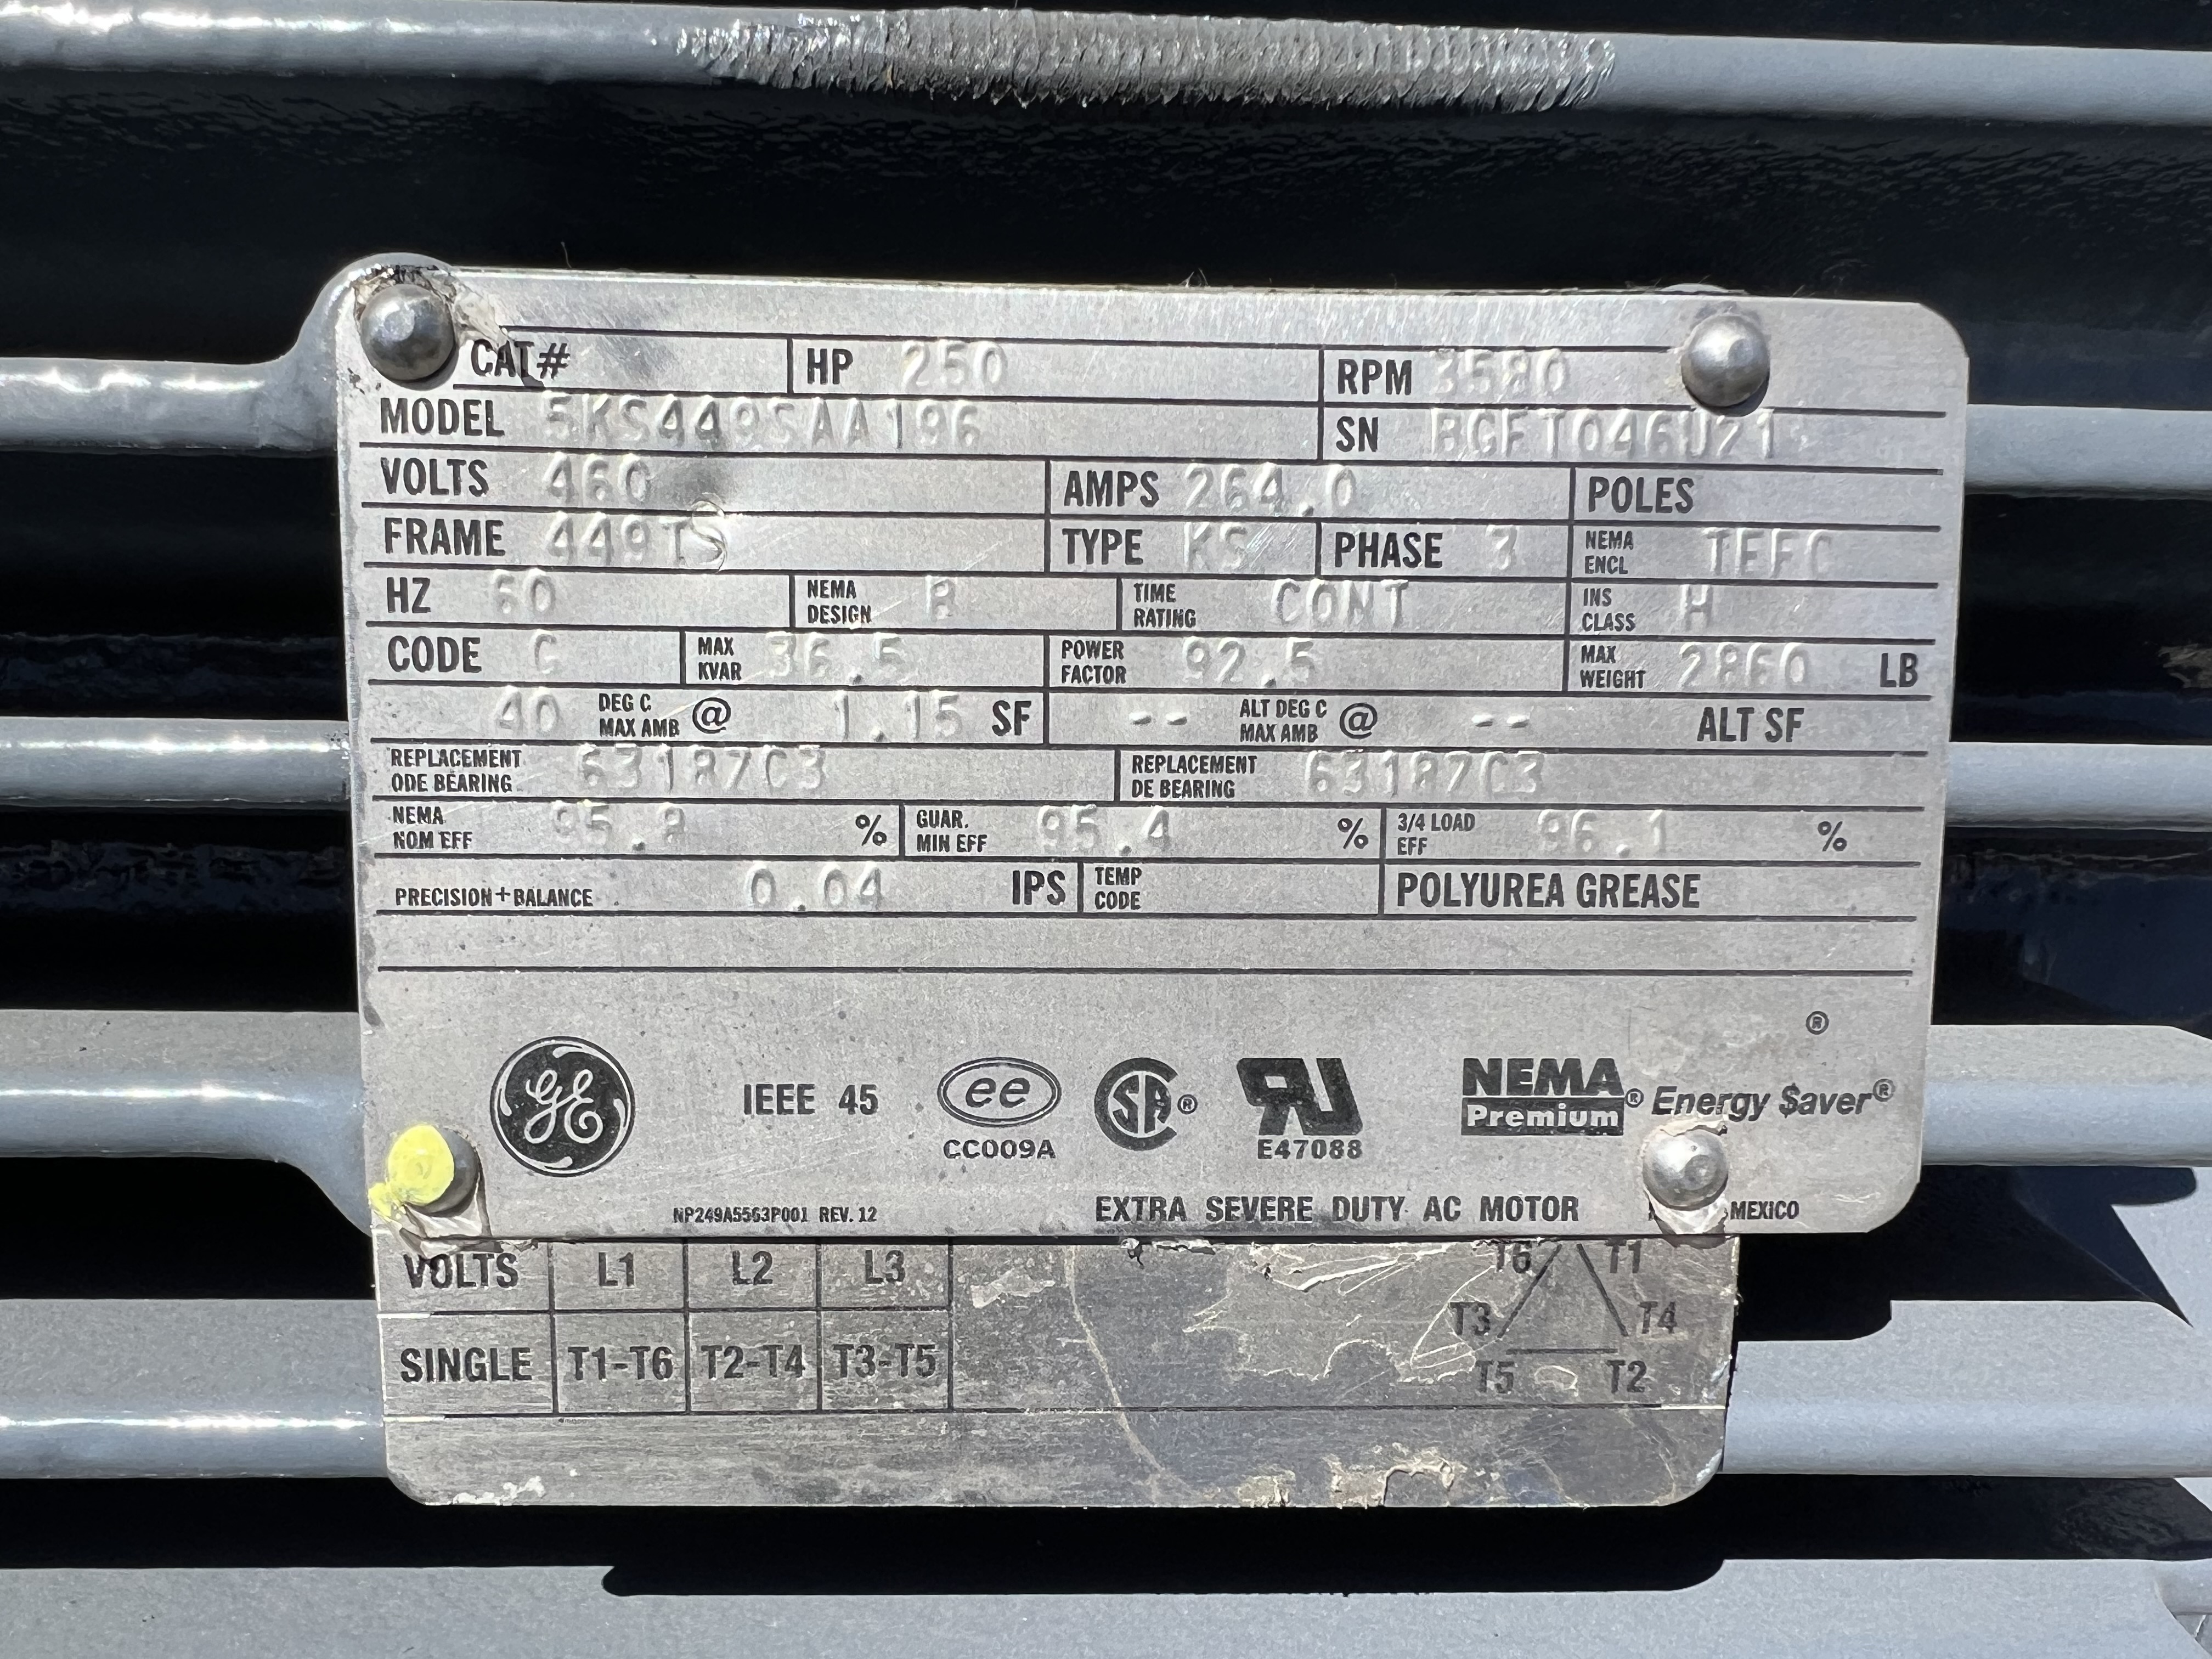 CAT# HP 250 RPM 3580
MODEL 5KS449SAA196 SN BGFT046U21
VOLTS 460 AMPS 264.0 POLES
FRAME 449TS TYPE KS PHASE 3 NEMA ENCL TEFC
HZ 60 NEMA DESIGN B TIME RATING CONT INS CLASS H
CODE G MAX KVAR 36.5 POWER FACTOR 92.5 MAX WEIGHT 2860 LB
40 DEG C MAX AMB @ 1.15 SF -- ALT DEG C MAX AMB @ -- ALT SF
REPLACEMENT ODE BEARING 6318ZC3 REPLACEMENT DE BEARING 6318ZC3
NEMA NOM EFF 95.8 % GUAR. MIN EFF 95.4 % 3/4 LOAD EFF 96.1 %
PRECISION+BALANCE 0.04 IPS TEMP CODE POLYUREA GREASE
®
GE IEEE 45 ee SA® RU NEMA Premium® Energy $aver®
CC009A E47088
NP249A5563P001 REV. 12 EXTRA SEVERE DUTY AC MOTOR MEXICO
VOLTS L1 L2 L3 T6 T1
T3 T4
SINGLE T1-T6 T2-T4 T3-T5 T5 T2